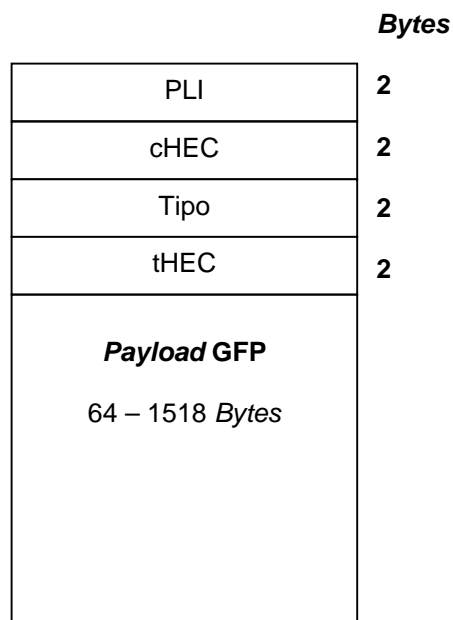 Bytes
PLI 2
cHEC 2
Tipo 2
tHEC 2
Payload GFP
64 – 1518 Bytes